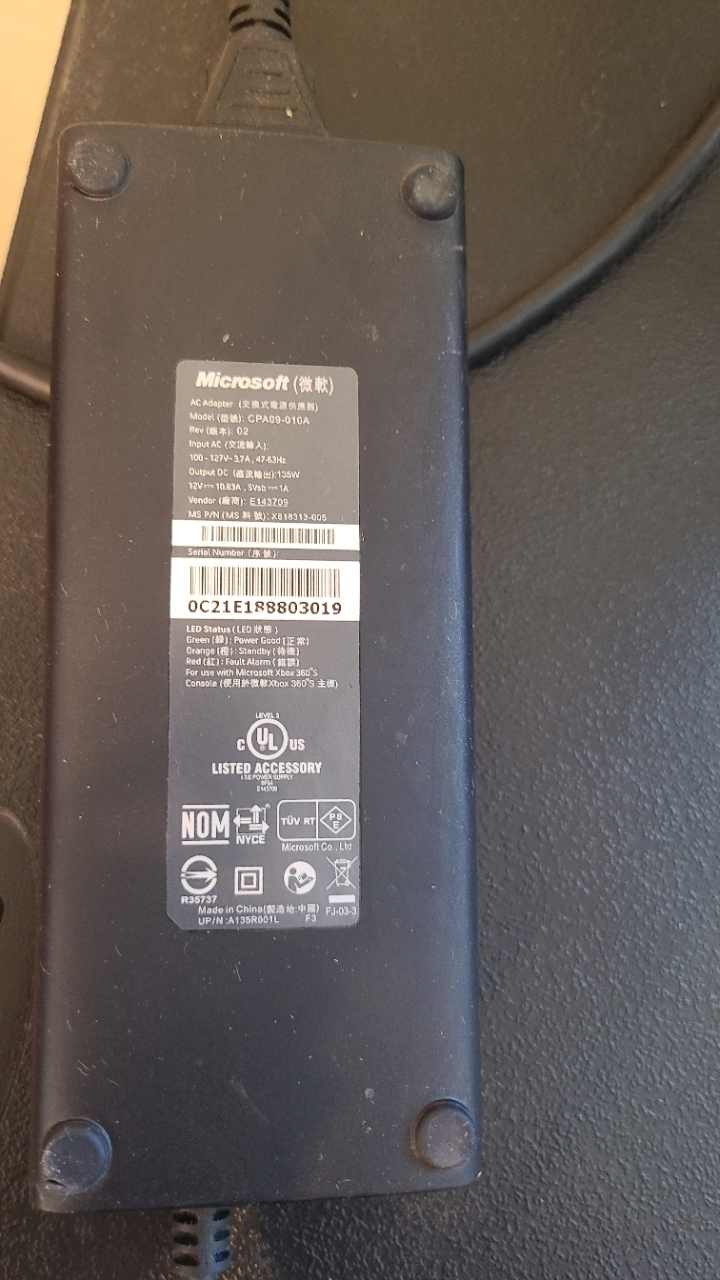 Microsoft (微軟)
AC Adapter (交換式電源供應器)
Model (型號): CPA09-010A
Rev (版本): 02
Input AC (交流輸入):
100 - 127V~3.7A, 47-63Hz
Output DC (直流輸出):135W
12V⎓10.83A, 5Vsb⎓1A
Vendor (廠商): E143709
MS P/N (MS 料號): X818313-005
Serial Number (序號):
0C21E188803019
LED Status (LED 狀態)
Green (綠): Power Good (正常)
Orange (橙): Standby (待機)
Red (紅): Fault Alarm (錯誤)
For use with Microsoft Xbox 360 S
Console (使用於微軟Xbox 360 S 主機)
LEVEL 3
C UL US
LISTED ACCESSORY
I.T.E POWER SUPPLY
E143709
NOM NYCE TÜV RT PS E
Microsoft Co., Ltd
R35737
Made in China(製造地:中國) F3 FJ-03-3
UP/N:A135R001L